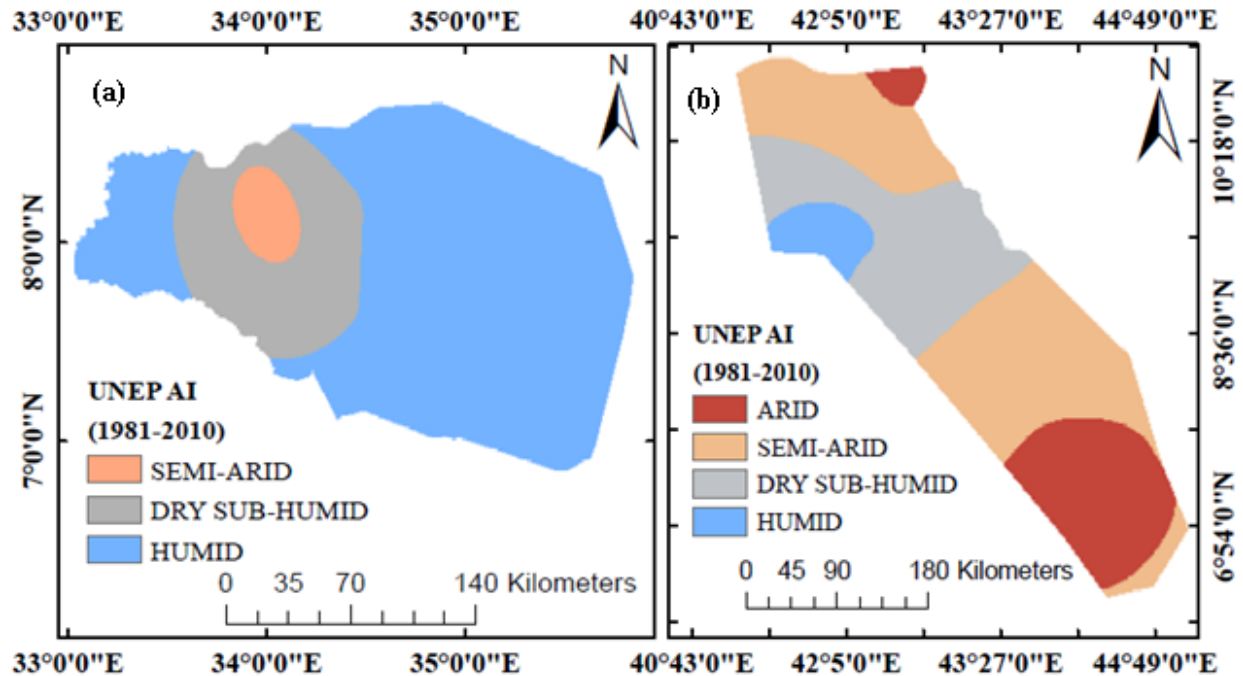 33°0'0"E 34°0'0"E 35°0'0"E 40°43'0"E 42°5'0"E 43°27'0"E 44°49'0"E
(a)
N
8°0'0"N
7°0'0"N
UNEP AI
(1981-2010)
SEMI-ARID
DRY SUB-HUMID
HUMID
0 35 70 140 Kilometers
(b)
N
10°18'0"N
8°36'0"N
6°54'0"N
UNEP AI
(1981-2010)
ARID
SEMI-ARID
DRY SUB-HUMID
HUMID
0 45 90 180 Kilometers
33°0'0"E 34°0'0"E 35°0'0"E 40°43'0"E 42°5'0"E 43°27'0"E 44°49'0"E